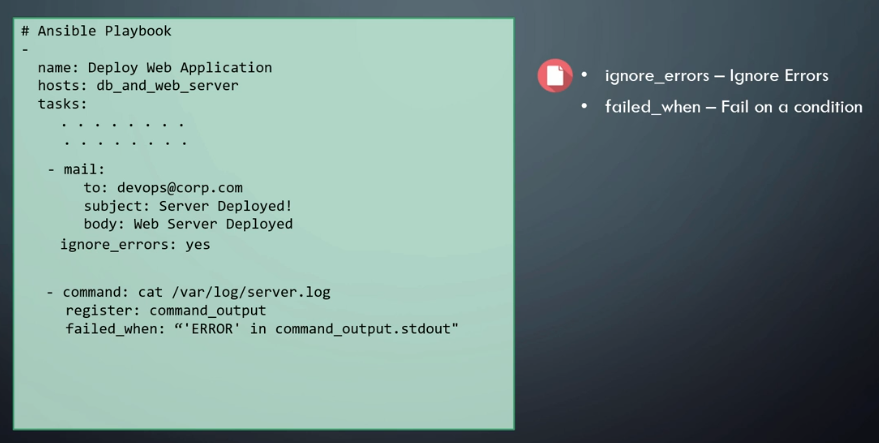 # Ansible Playbook
-
name: Deploy Web Application
hosts: db_and_web_server
tasks:
. . . . . . . .
. . . . . . . .
- mail:
to: devops@corp.com
subject: Server Deployed!
body: Web Server Deployed
ignore_errors: yes
- command: cat /var/log/server.log
register: command_output
failed_when: “'ERROR' in command_output.stdout"
• ignore_errors – Ignore Errors
• failed_when – Fail on a condition